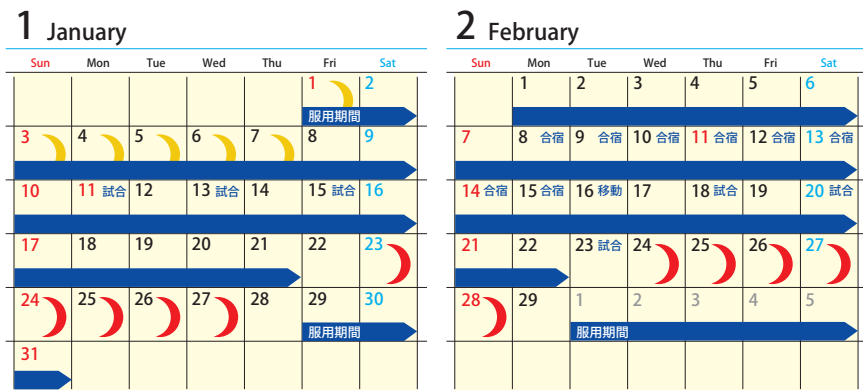 1 January
Sun Mon Tue Wed Thu Fri Sat
1 2
服用期間
3 4 5 6 7 8 9
10 11 試合 12 13 試合 14 15 試合 16
17 18 19 20 21 22 23
24 25 26 27 28 29 30
服用期間
31
2 February
Sun Mon Tue Wed Thu Fri Sat
1 2 3 4 5 6
7 8 合宿 9 合宿 10 合宿 11 合宿 12 合宿 13 合宿
14 合宿 15 合宿 16 移動 17 18 試合 19 20 試合
21 22 23 試合 24 25 26 27
28 29 1 2 3 4 5
服用期間